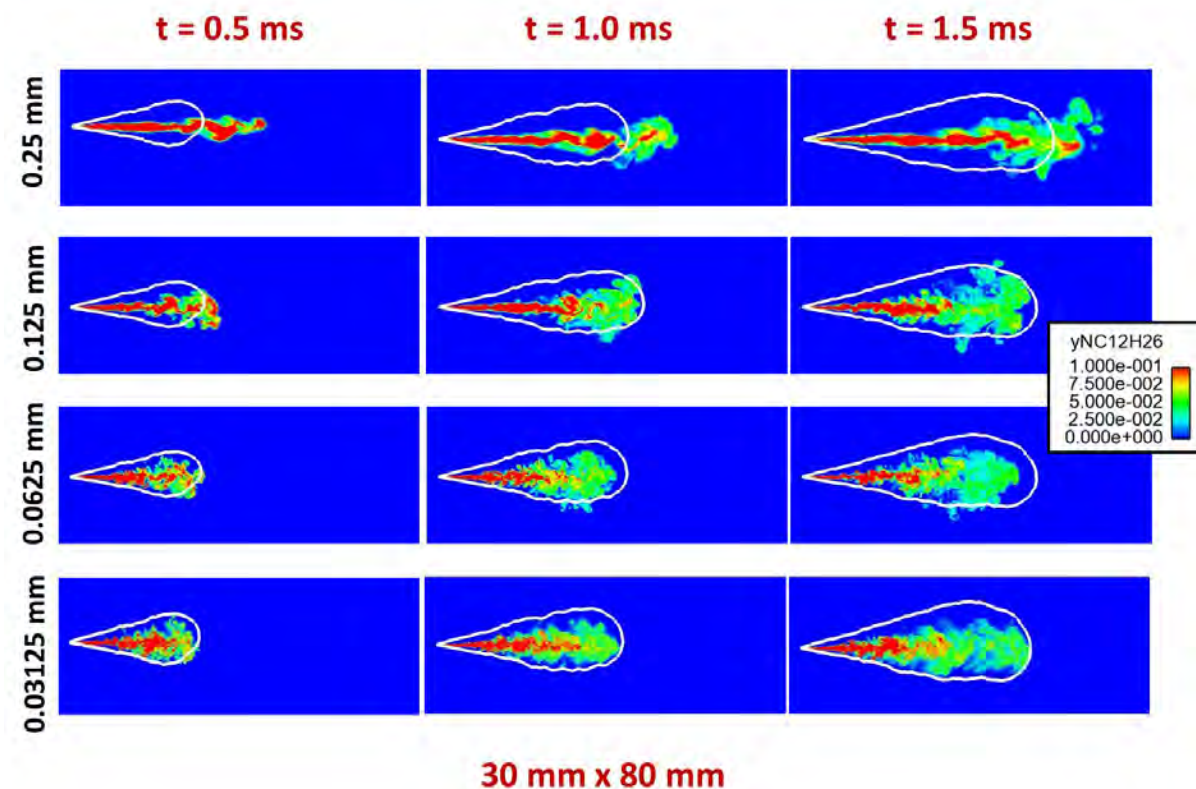 t = 0.5 ms
t = 1.0 ms
t = 1.5 ms
0.25 mm
0.125 mm
0.0625 mm
0.03125 mm
yNC12H26
1.000e-001
7.500e-002
5.000e-002
2.500e-002
0.000e+000
30 mm x 80 mm